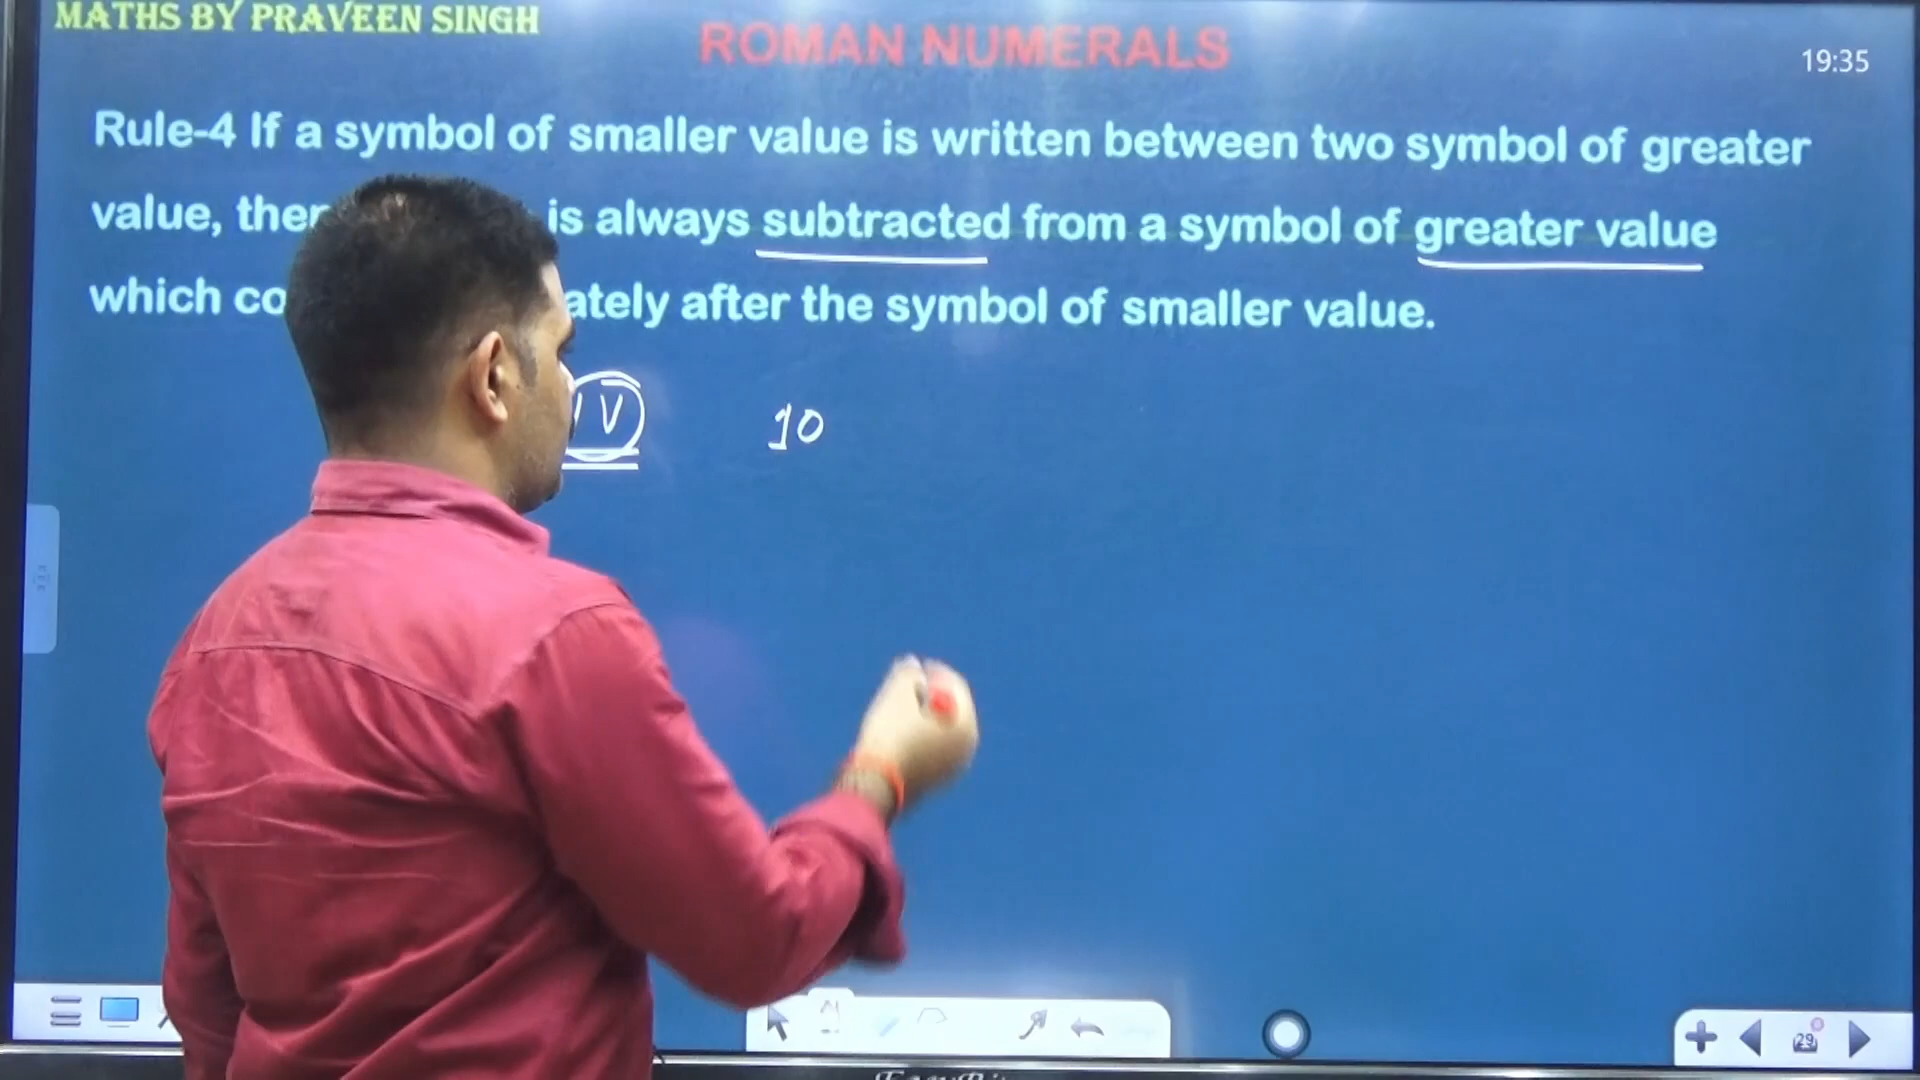 MATHS BY PRAVEEN SINGH
ROMAN NUMERALS
19:35
Rule-4 If a symbol of smaller value is written between two symbol of greater
value, then is always subtracted from a symbol of greater value
which after the symbol of smaller value.
IV 10
29